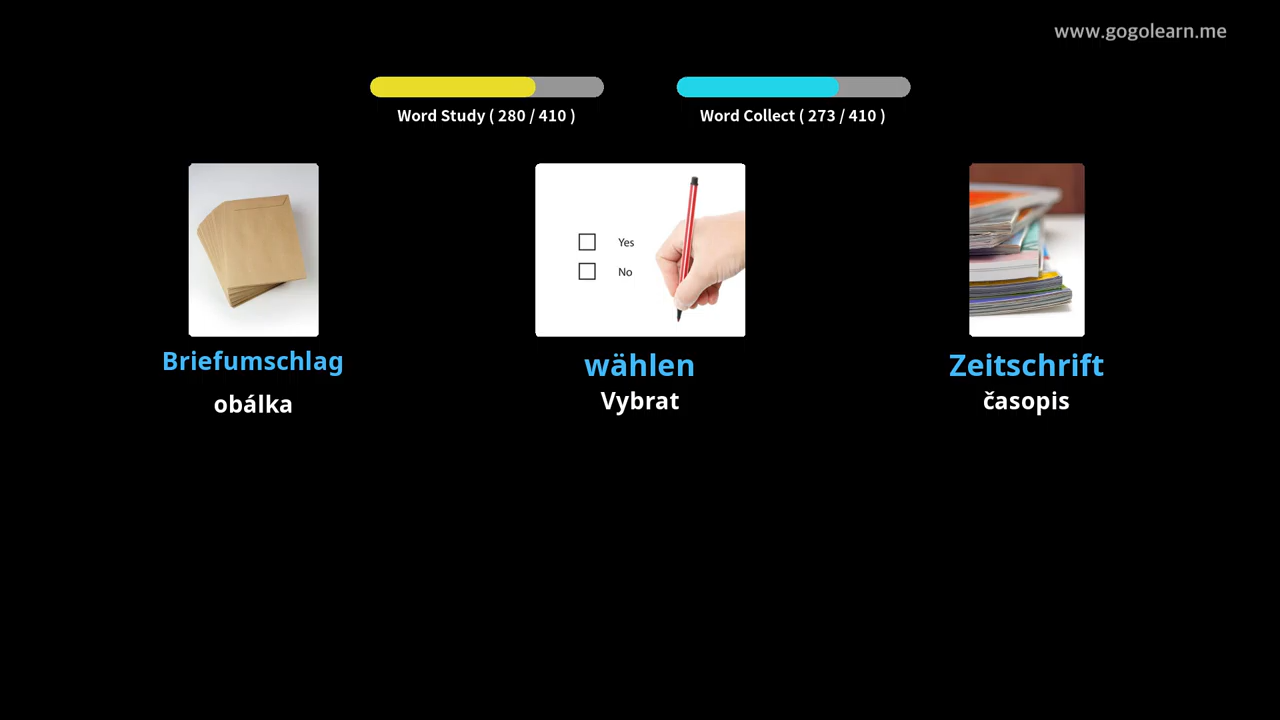 www.gogolearn.me
Word Study ( 280 / 410 )
Word Collect ( 273 / 410 )
Yes
No
Briefumschlag
wählen
Zeitschrift
obálka
Vybrat
časopis